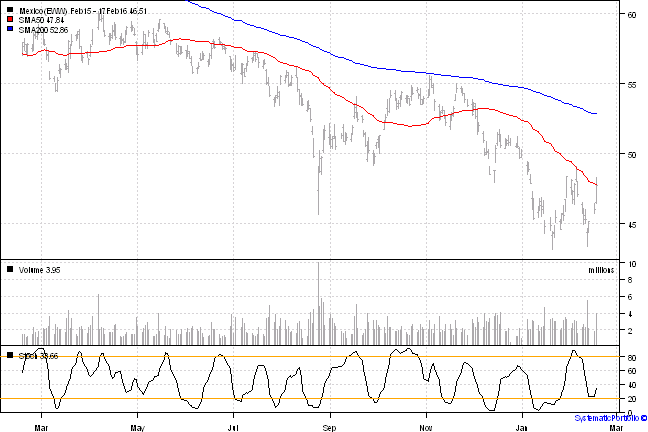 Mexico (EWW) Feb15 - 17Feb16 46.51
SMA50 47.84
SMA200 52.86
60
55
50
45
Volume 3.95
millions
10
8
6
4
2
80
60
40
20
0
Mar May Jul Sep Nov Jan Mar
SystematicPortfolio ©